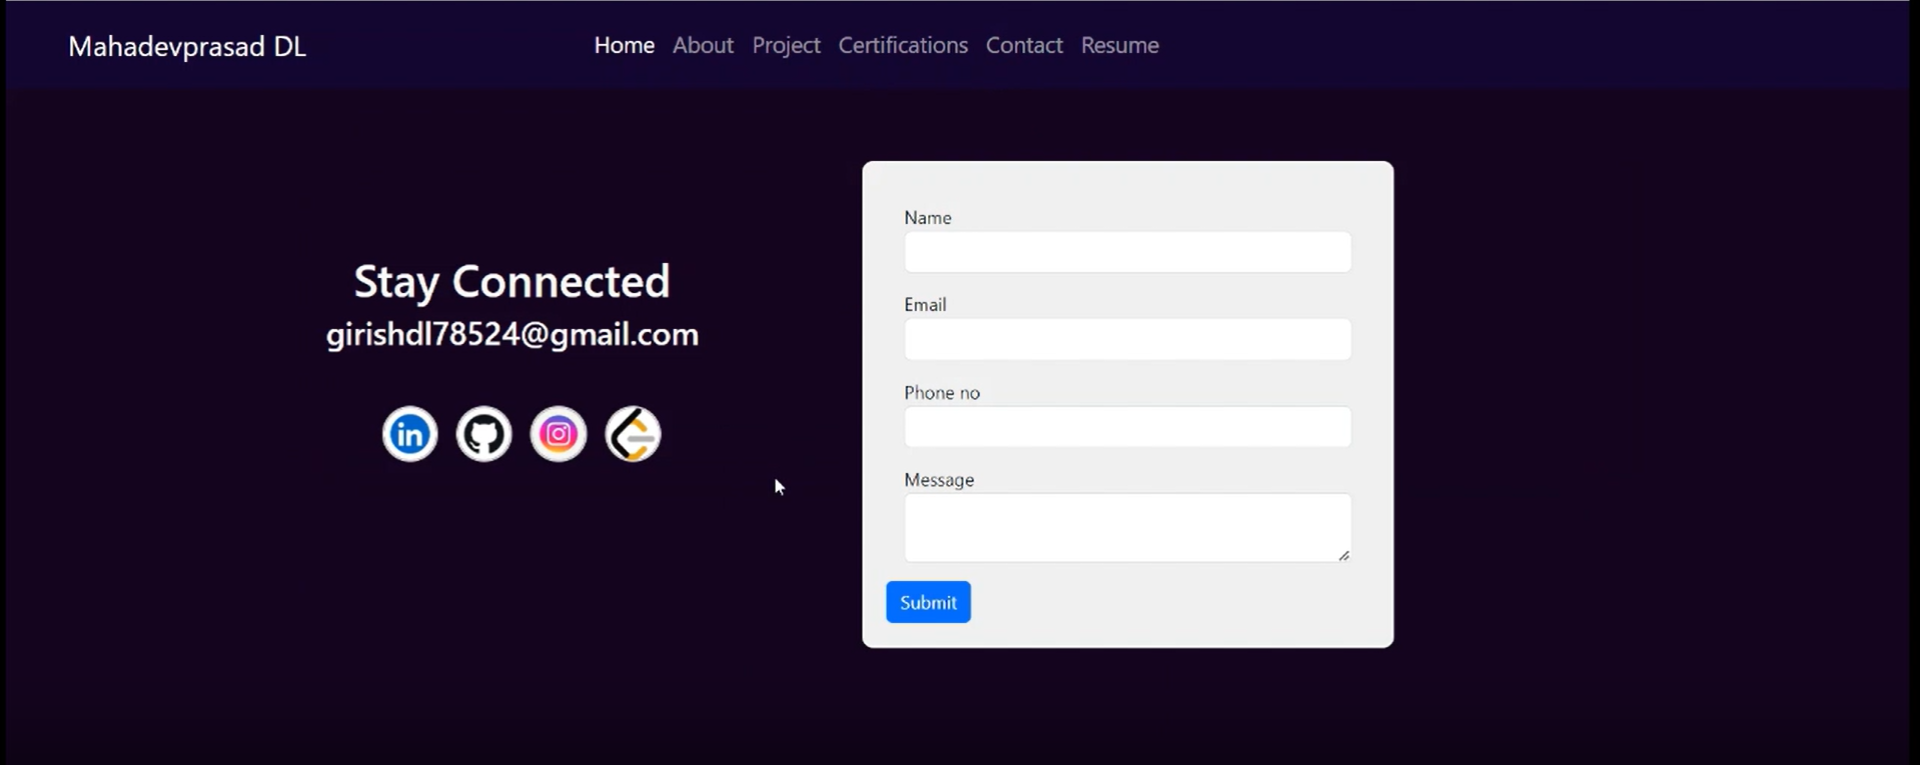 Mahadevprasad DL
Home About Project Certifications Contact Resume
Stay Connected
girishdl78524@gmail.com
in
Name
Email
Phone no
Message
Submit